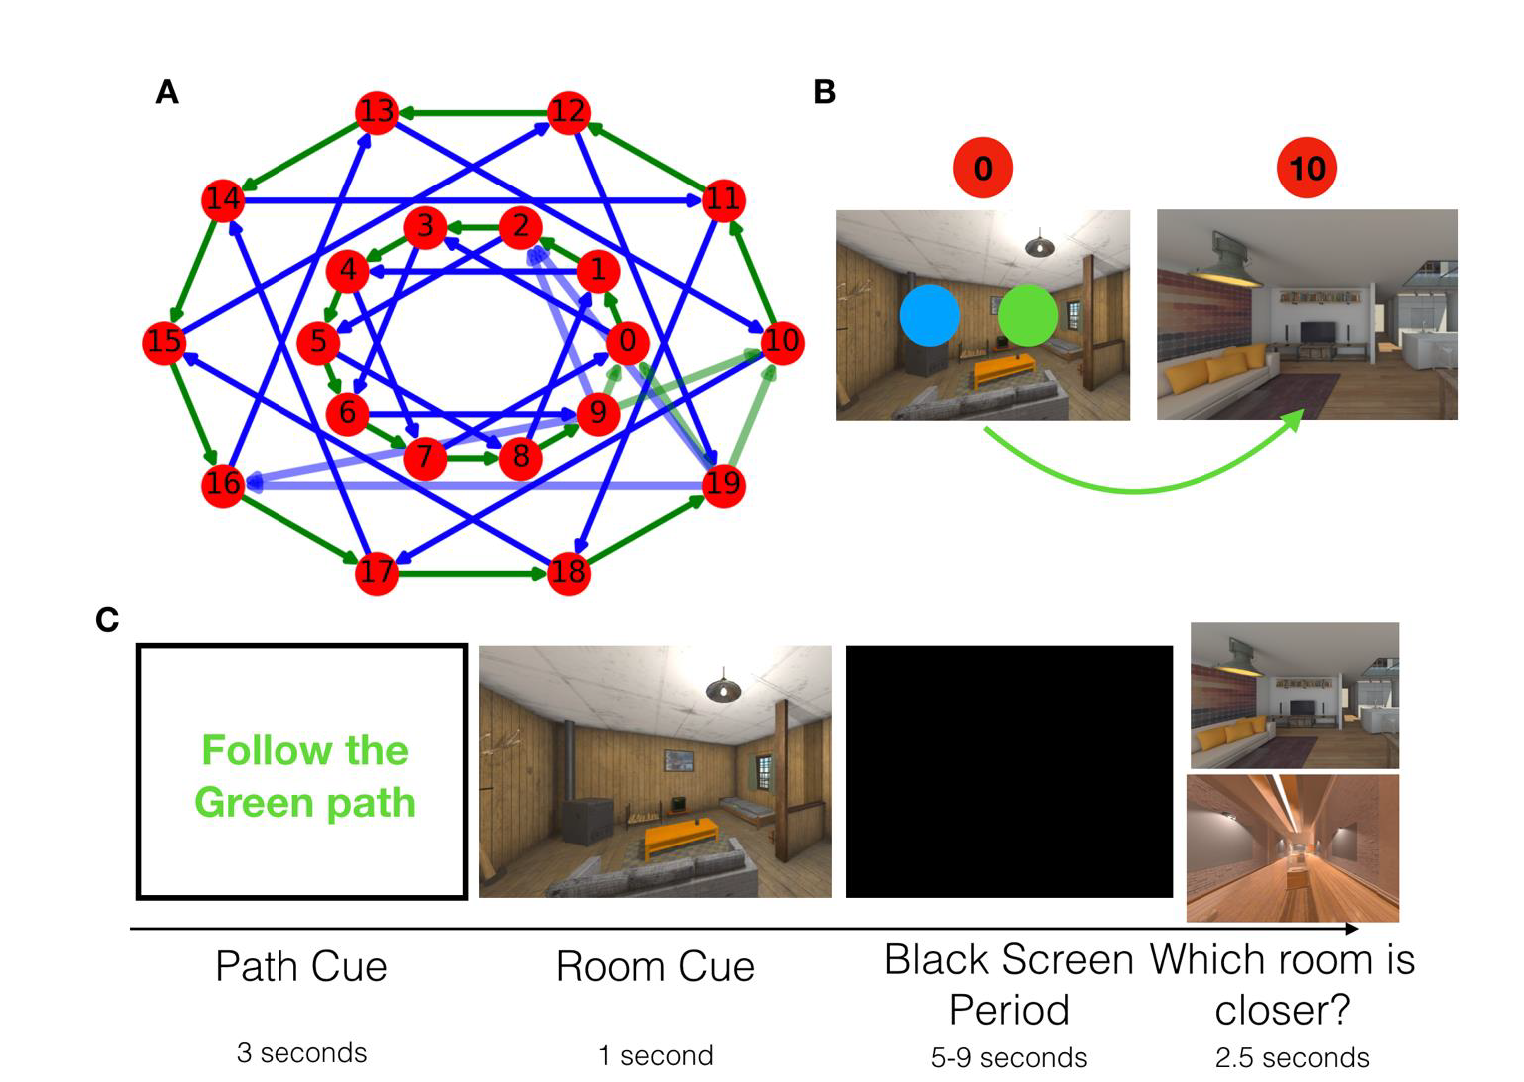 A
13
12
14
11
3
2
4
1
15
5
0
10
6
9
7
8
16
19
17
18
B
0
10
C
Follow the
Green path
Path Cue
3 seconds
Room Cue
1 second
Black Screen
Period
5-9 seconds
Which room is
closer?
2.5 seconds